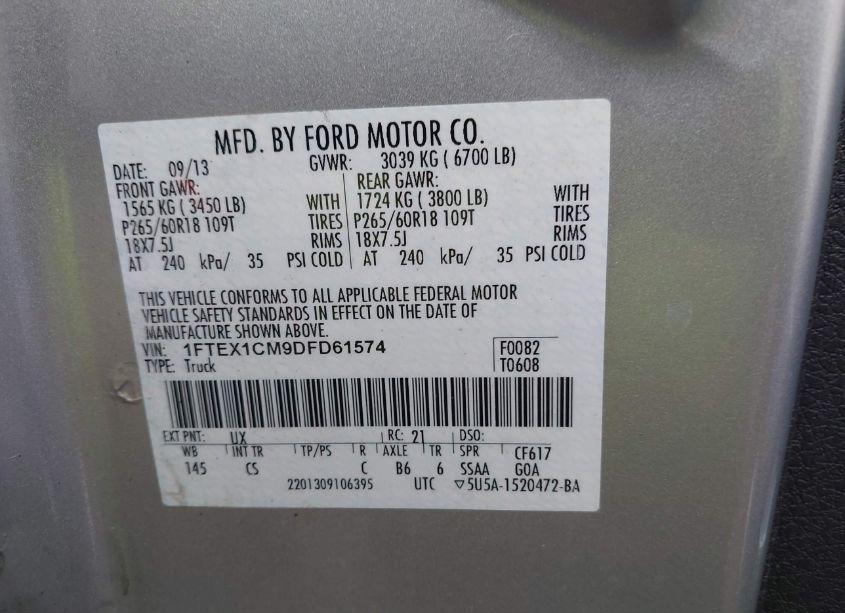 MFD. BY FORD MOTOR CO.
DATE: 09/13 GVWR: 3039 KG ( 6700 LB)
FRONT GAWR: REAR GAWR:
1565 KG ( 3450 LB) WITH 1724 KG ( 3800 LB) WITH
P265/60R18 109T TIRES P265/60R18 109T TIRES
18X7.5J RIMS 18X7.5J RIMS
AT 240 kPa/ 35 PSI COLD AT 240 kPa/ 35 PSI COLD
THIS VEHICLE CONFORMS TO ALL APPLICABLE FEDERAL MOTOR
VEHICLE SAFETY STANDARDS IN EFFECT ON THE DATE OF
MANUFACTURE SHOWN ABOVE.
VIN: 1FTEX1CM9DFD61574 F0082
TYPE: Truck T0608
EXT PNT: UX RC: 21 DSO:
WB INT TR TP/PS R AXLE TR SPR CF617
145 CS C B6 6 SSAA GOA
2201309106395 UTC ▽5U5A-1520472-BA